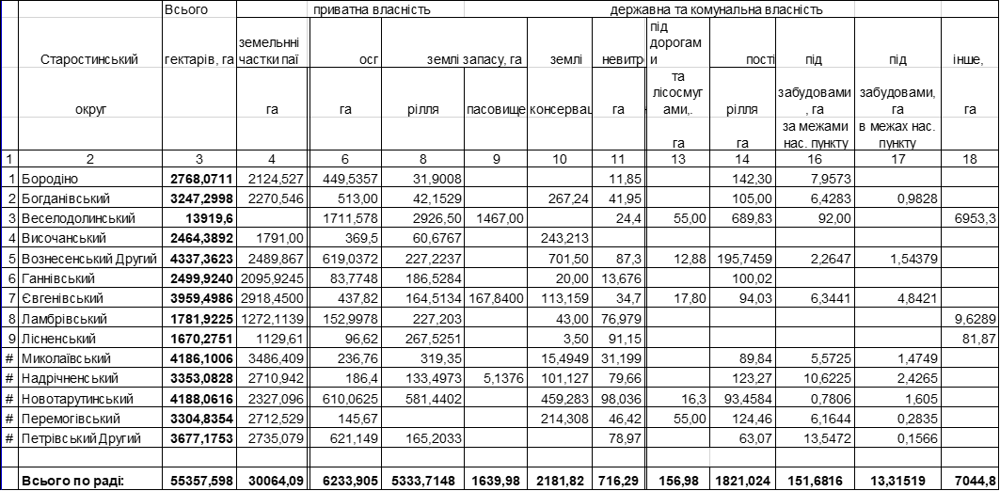 Всього приватна власність державна та комунальна власність
під
земельнні дорогам
Старостинський гектарів, га частки паї осг землі запасу, га землі невитр и пості під під інше,
та
лісосмуг забудовами забудовами,
округ га га рілля пасовище консервац га ами,. рілля , га га га
за межами в межах нас.
га га нас. пункту пункту
1 2 3 4 6 8 9 10 11 13 14 16 17 18
1 Бородіно 2768,0711 2124,527 449,5357 31,9008 11,85 142,30 7,9573
2 Богданівський 3247,2998 2270,546 513,00 42,1529 267,24 41,95 105,00 6,4283 0,9828
3 Веселодолинський 13919,6 1711,578 2926,50 1467,00 24,4 55,00 689,83 92,00 6953,3
4 Височанський 2464,3892 1791,00 369,5 60,6767 243,213
5 Вознесенський Другий 4337,3623 2489,867 619,0372 227,2237 701,50 87,3 12,88 195,7459 2,2647 1,54379
6 Ганнівський 2499,9240 2095,9245 83,7748 186,5284 20,00 13,676 100,02
7 Євгенівський 3959,4986 2918,4500 437,82 164,5134 167,8400 113,159 34,7 17,80 94,03 6,3441 4,8421
8 Ламбрівський 1781,9225 1272,1139 152,9978 227,203 43,00 76,979 9,6289
9 Лісненський 1670,2751 1129,61 96,62 267,5251 3,50 91,15 81,87
# Миколаївський 4186,1006 3486,409 236,76 319,35 15,4949 31,199 89,84 5,5725 1,4749
# Надрічненський 3353,0828 2710,942 186,4 133,4973 5,1376 101,127 79,66 123,27 10,6225 2,4265
# Новотарутинський 4188,0616 2327,096 610,0625 581,4402 459,283 98,036 16,3 93,4584 0,7806 1,605
# Перемогівський 3304,8354 2712,529 145,67 214,308 46,42 55,00 124,46 6,1644 0,2835
# Петрівський Другий 3677,1753 2735,079 621,149 165,2033 78,97 63,07 13,5472 0,1566
Всього по раді: 55357,598 30064,09 6233,905 5333,7148 1639,98 2181,82 716,29 156,98 1821,024 151,6816 13,31519 7044,8